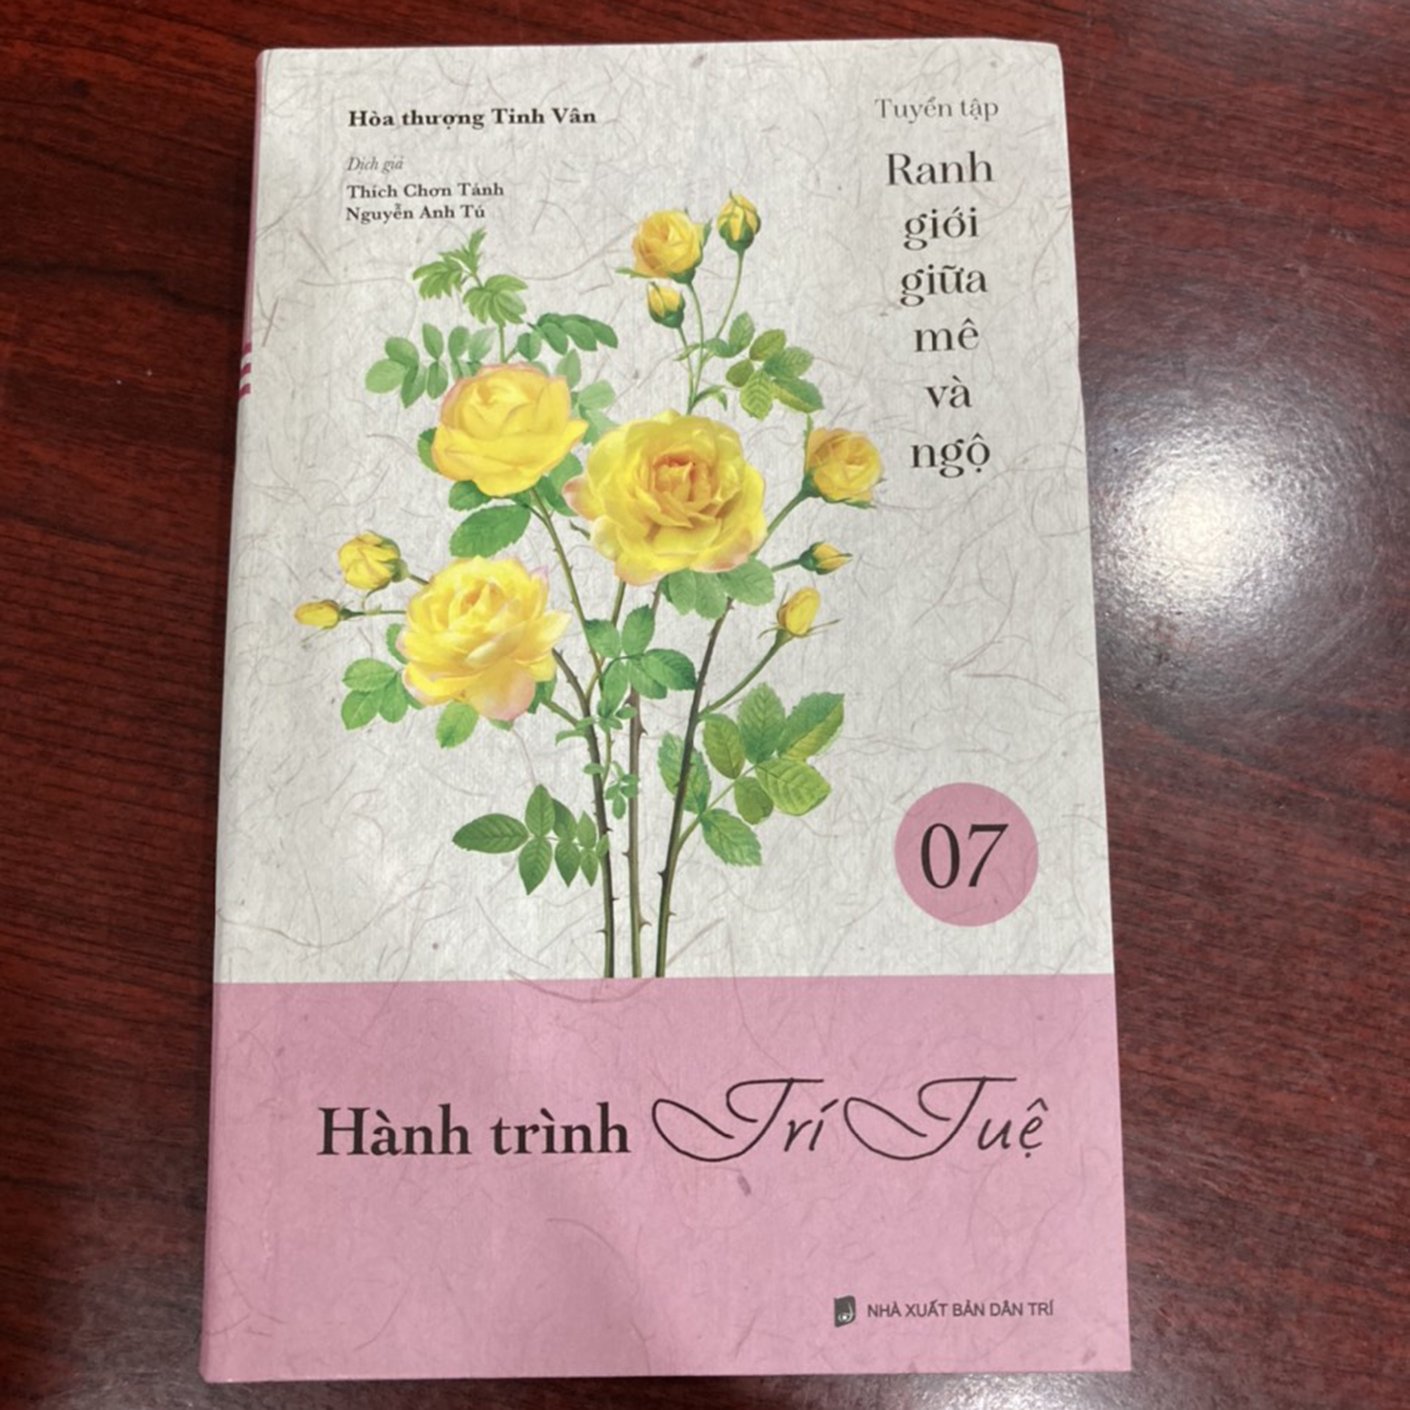 Hòa thượng Tinh Vân
Dịch giả
Thích Chơn Tánh
Nguyễn Anh Tú
Tuyển tập
Ranh
giới
giữa
mê
và
ngộ
07
Hành trình Trí Tuệ
NHÀ XUẤT BẢN DÂN TRÍ